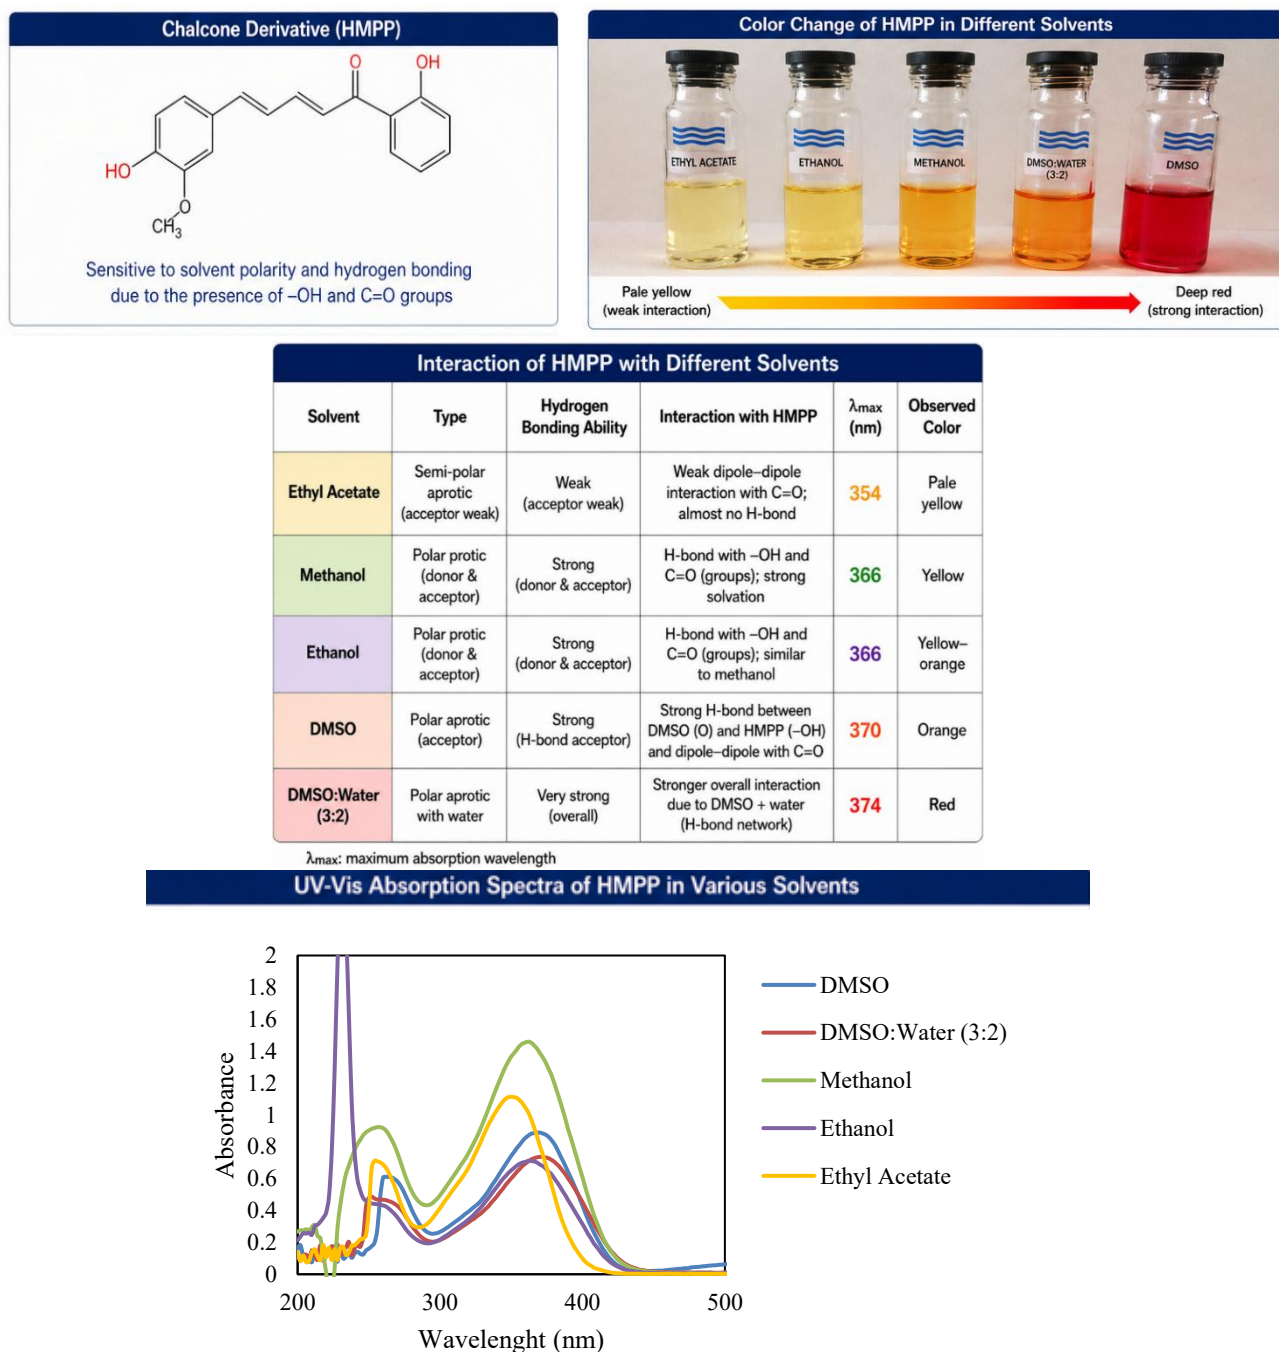 Chalcone Derivative (HMPP)
O
OH
HO
O
CH3
Sensitive to solvent polarity and hydrogen bonding
due to the presence of –OH and C=O groups
Color Change of HMPP in Different Solvents
ETHYL ACETATE
ETHANOL
METHANOL
DMSO:WATER
(3:2)
DMSO
Pale yellow
(weak interaction)
Deep red
(strong interaction)
Interaction of HMPP with Different Solvents
Solvent
Type
Hydrogen
Bonding Ability
Interaction with HMPP
λmax
(nm)
Observed
Color
Ethyl Acetate
Semi-polar
aprotic
(acceptor weak)
Weak
(acceptor weak)
Weak dipole–dipole
interaction with C=O;
almost no H-bond
354
Pale
yellow
Methanol
Polar protic
(donor &
acceptor)
Strong
(donor & acceptor)
H-bond with –OH and
C=O (groups); strong
solvation
366
Yellow
Ethanol
Polar protic
(donor &
acceptor)
Strong
(donor & acceptor)
H-bond with –OH and
C=O (groups); similar
to methanol
366
Yellow–
orange
DMSO
Polar aprotic
(acceptor)
Strong
(H-bond acceptor)
Strong H-bond between
DMSO (O) and HMPP (–OH)
and dipole–dipole with C=O
370
Orange
DMSO:Water
(3:2)
Polar aprotic
with water
Very strong
(overall)
Stronger overall interaction
due to DMSO + water
(H-bond network)
374
Red
λmax: maximum absorption wavelength
UV-Vis Absorption Spectra of HMPP in Various Solvents
Absorbance
2
1.8
1.6
1.4
1.2
1
0.8
0.6
0.4
0.2
0
200
300
400
500
Wavelenght (nm)
DMSO
DMSO:Water (3:2)
Methanol
Ethanol
Ethyl Acetate